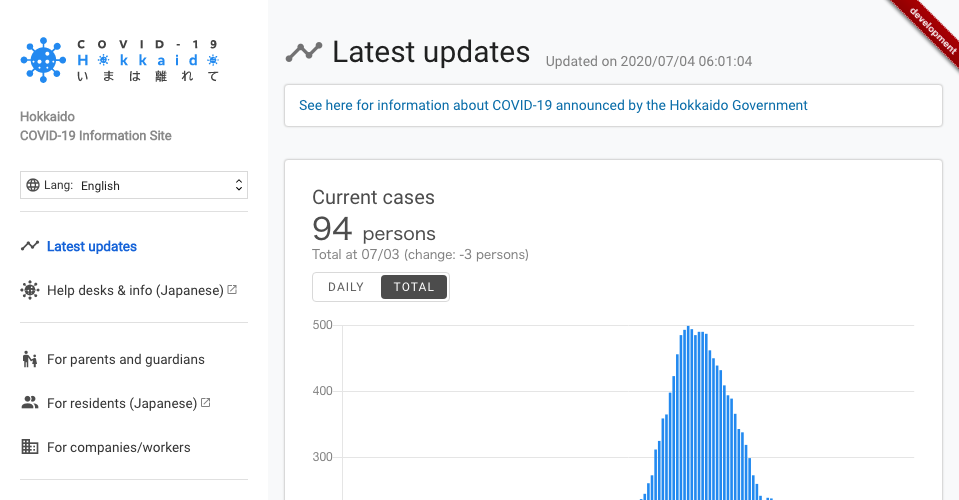 COVID-19
Hokkaido
いまは離れて
Hokkaido
COVID-19 Information Site
Lang: English
Latest updates
Help desks & info (Japanese)
For parents and guardians
For residents (Japanese)
For companies/workers
development
Latest updates Updated on 2020/07/04 06:01:04
See here for information about COVID-19 announced by the Hokkaido Government
Current cases
94 persons
Total at 07/03 (change: -3 persons)
DAILY TOTAL
500
400
300